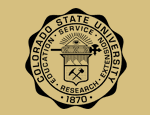 COLORADO STATE UNIVERSITY
EDUCATION • SERVICE • EXTENSION
RESEARCH
• 1870 •